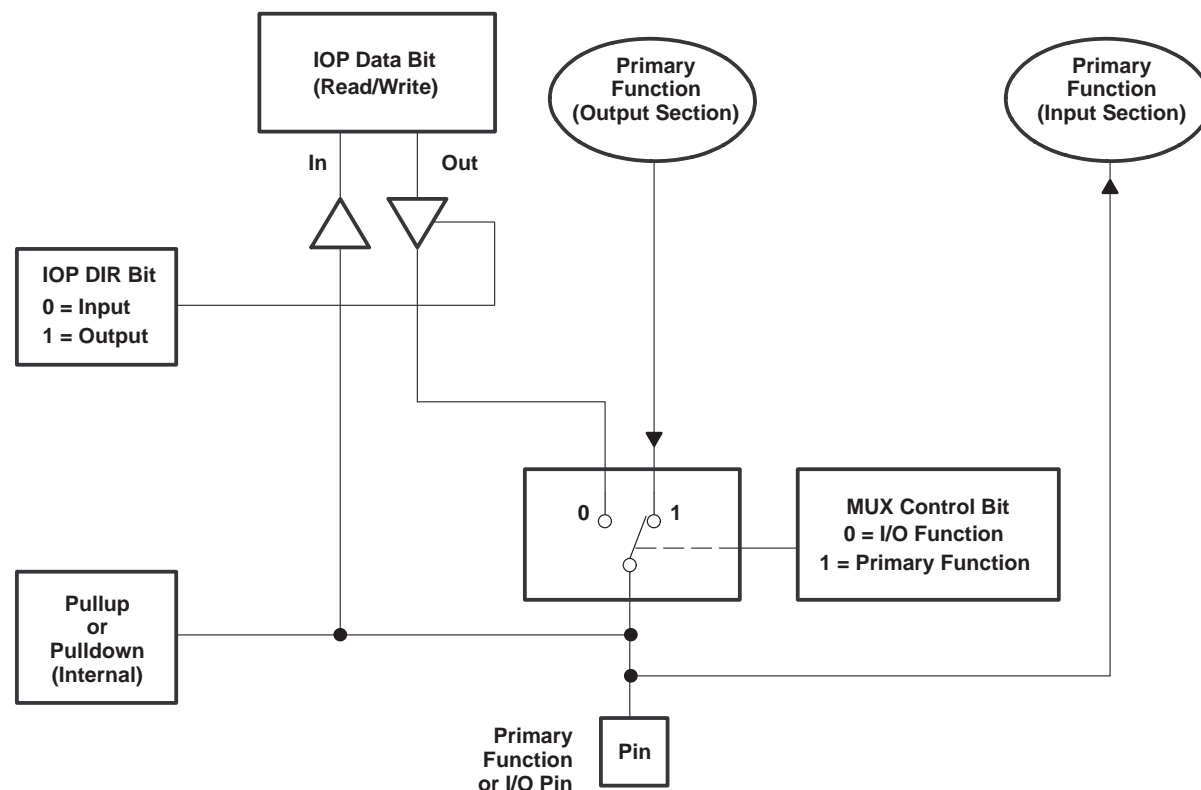 IOP Data Bit
(Read/Write)
Primary
Function
(Output Section)
Primary
Function
(Input Section)
In
Out
IOP DIR Bit
0 = Input
1 = Output
0
1
MUX Control Bit
0 = I/O Function
1 = Primary Function
Pullup
or
Pulldown
(Internal)
Primary
Function
or I/O Pin
Pin